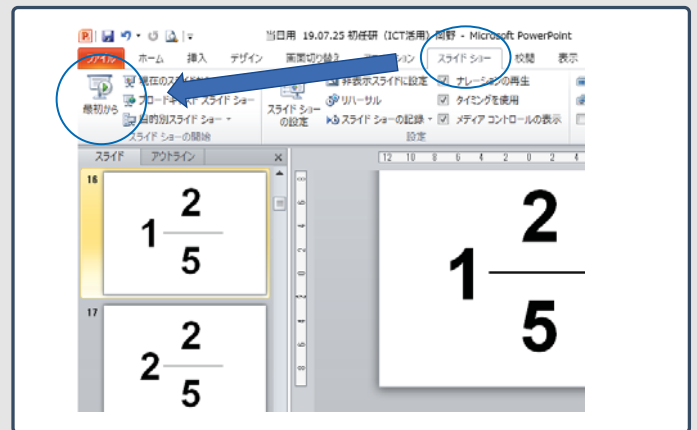 当日用 19.07.25 初任研（ICT活用）岡野 - Microsoft PowerPoint
ファイル ホーム 挿入 デザイン 画面切り替え スライド ショー 校閲 表示
最初から
現在のスライド
ブロードキャスト スライド ショー
目的別スライド ショー
スライド ショーの開始
スライド ショーの設定
非表示スライドに設定
リハーサル
スライド ショーの記録
ナレーションの再生
タイミングを使用
メディア コントロールの表示
設定
スライド アウトライン
12 10 8 6 4 2 0 2 4
16
1 2/5
17
2 2/5
1 2/5